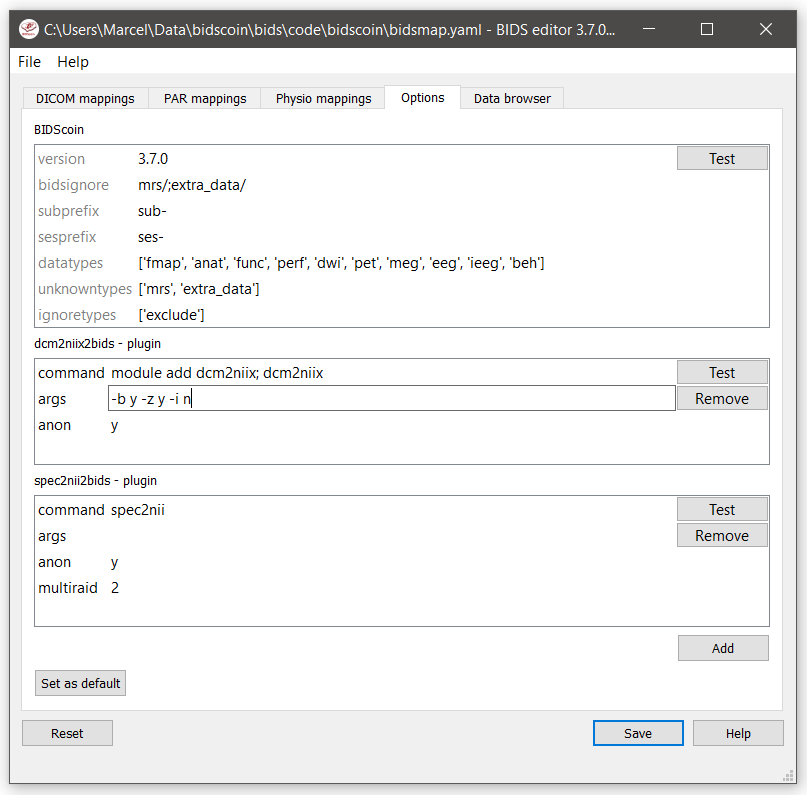 C:\Users\Marcel\Data\bidscoin\bids\code\bidscoin\bidsmap.yaml - BIDS editor 3.7.0...
File Help
DICOM mappings PAR mappings Physio mappings Options Data browser
BIDScoin
version 3.7.0 Test
bidsignore mrs/;extra_data/
subprefix sub-
sesprefix ses-
datatypes ['fmap', 'anat', 'func', 'perf', 'dwi', 'pet', 'meg', 'eeg', 'ieeg', 'beh']
unknowntypes ['mrs', 'extra_data']
ignoretypes ['exclude']
dcm2niix2bids - plugin
command module add dcm2niix; dcm2niix Test
args -b y -z y -i n Remove
anon y
spec2nii2bids - plugin
command spec2nii Test
args Remove
anon y
multiraid 2
Add
Set as default
Reset Save Help